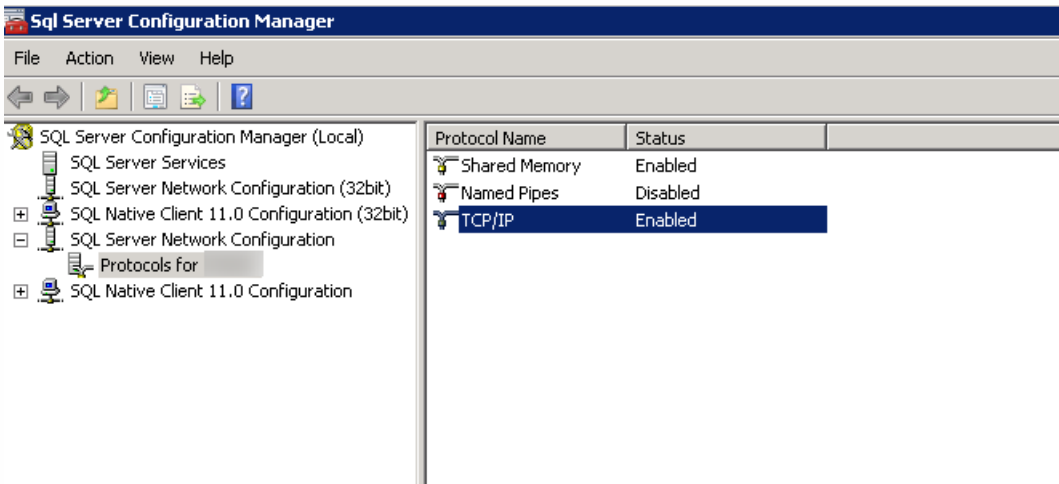 Sql Server Configuration Manager
File Action View Help
SQL Server Configuration Manager (Local)
SQL Server Services
SQL Server Network Configuration (32bit)
SQL Native Client 11.0 Configuration (32bit)
SQL Server Network Configuration
Protocols for
SQL Native Client 11.0 Configuration
Protocol Name Status
Shared Memory Enabled
Named Pipes Disabled
TCP/IP Enabled